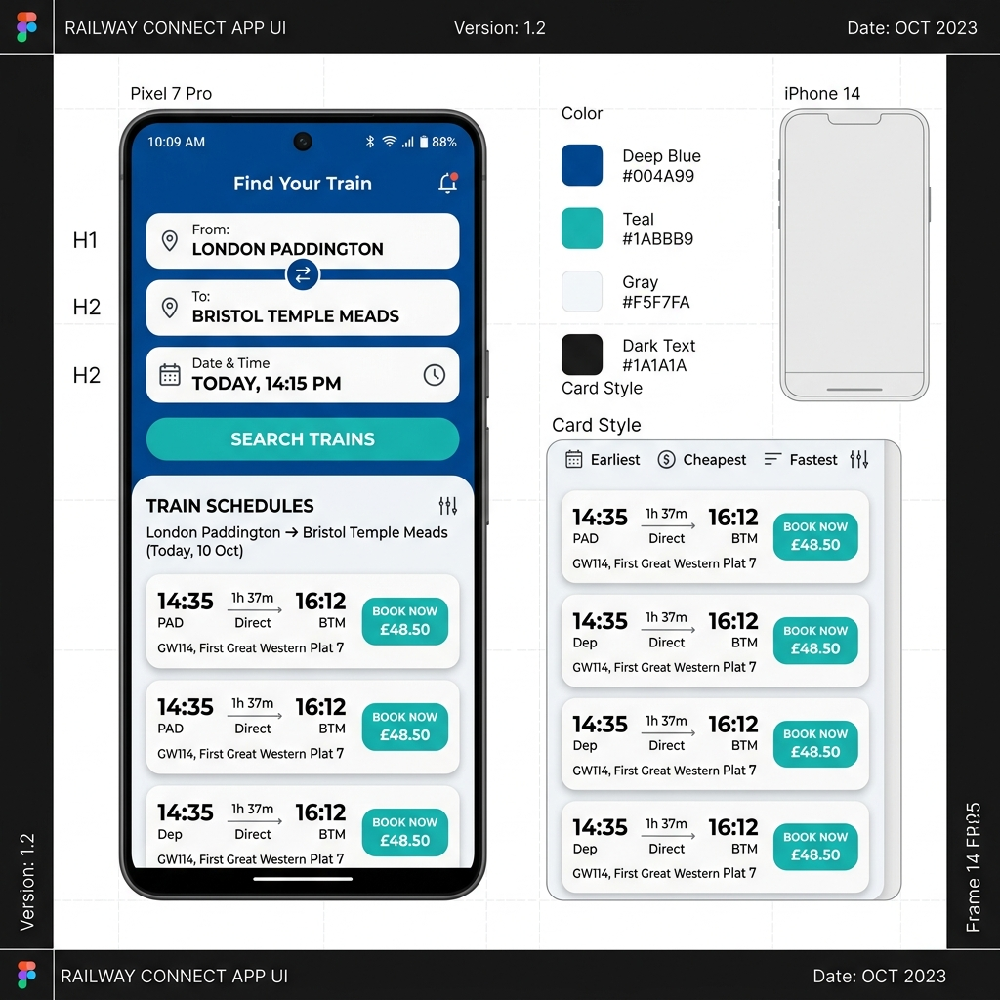 RAILWAY CONNECT APP UI
Version: 1.2
Date: OCT 2023
Pixel 7 Pro
10:09 AM
88%
Find Your Train
H1
From:
LONDON PADDINGTON
H2
To:
BRISTOL TEMPLE MEADS
H2
Date & Time
TODAY, 14:15 PM
SEARCH TRAINS
TRAIN SCHEDULES
London Paddington → Bristol Temple Meads
(Today, 10 Oct)
14:35 1h 37m 16:12
PAD Direct BTM
BOOK NOW
£48.50
GW114, First Great Western Plat 7
14:35 1h 37m 16:12
PAD Direct BTM
BOOK NOW
£48.50
GW114, First Great Western Plat 7
14:35 1h 37m 16:12
Dep Direct BTM
BOOK NOW
£48.50
GW114, First Great Western Plat 7
Color
Deep Blue
#004A99
Teal
#1ABBB9
Gray
#F5F7FA
Dark Text
#1A1A1A
Card Style
iPhone 14
Card Style
Earliest
$ Cheapest
Fastest
14:35 1h 37m 16:12
PAD Direct BTM
BOOK NOW
£48.50
GW114, First Great Western Plat 7
14:35 1h 37m 16:12
Dep Direct BTM
BOOK NOW
£48.50
GW114, First Great Western Plat 7
14:35 1h 37m 16:12
Dep Direct BTM
BOOK NOW
£48.50
GWT14, First Great Western Plat 7
14:35 1h 37m 16:12
Dep Direct BTM
BOOK NOW
£48.50
GW114, First Great Western Plat 7
Version: 1.2
Frame 14
RAILWAY CONNECT APP UI
Date: OCT 2023